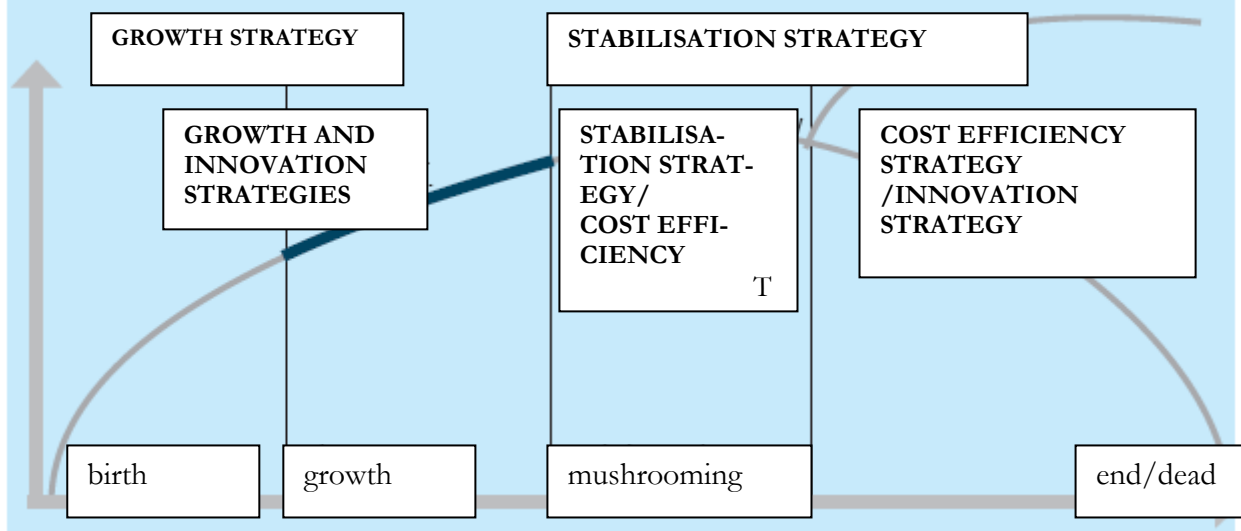 GROWTH STRATEGY
STABILISATION STRATEGY
GROWTH AND
INNOVATION
STRATEGIES
STABILISA-
TION STRAT-
EGY/
COST EFFI-
CIENCY
T
COST EFFICIENCY
STRATEGY
/INNOVATION
STRATEGY
birth
growth
mushrooming
end/dead